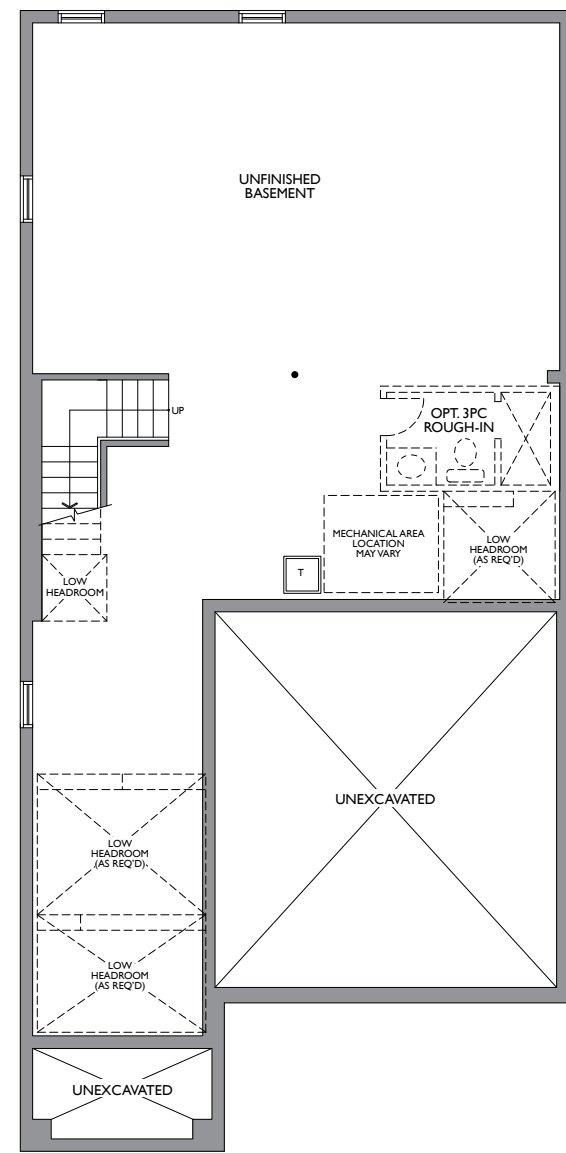 UNFINISHED
BASEMENT
UP
OPT. 3PC
ROUGH-IN
MECHANICAL AREA
LOCATION
MAY VARY
LOW
HEADROOM
(AS REQ'D)
T
LOW
HEADROOM
UNEXCAVATED
LOW
HEADROOM
(AS REQ'D)
LOW
HEADROOM
(AS REQ'D)
UNEXCAVATED